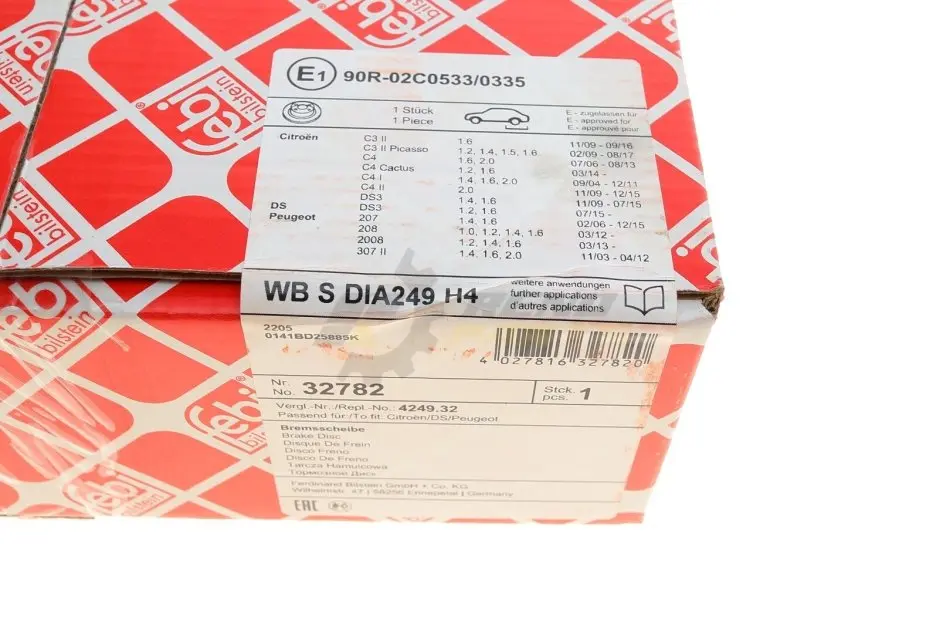 febi
bilstein
E1 90R-02C0533/0335
1 Stück
1 Piece
E - zugelassen für
E - approved for
E - approuvé pour
Citroën C3 II 1.6 11/09 - 09/16
C3 II Picasso 1.2, 1.4, 1.5, 1.6 02/09 - 08/17
C4 1.6, 2.0 07/06 - 08/13
C4 Cactus 1.2, 1.6 03/14 -
C4 I 1.4, 1.6, 2.0 09/04 - 12/11
C4 II 2.0 11/09 - 12/15
DS3 1.4, 1.6 11/09 - 07/15
DS DS3 1.2, 1.6 07/15 -
Peugeot 207 1.4, 1.6 02/06 - 12/15
208 1.0, 1.2, 1.4, 1.6 03/12 -
2008 1.2, 1.4, 1.6 03/13 -
307 II 1.4, 1.6, 2.0 11/03 - 04/12
WB S DIA249 H4
weitere anwendungen
further applications
d'autres applications
2205
0141BD25885K
4 027816 327820
Nr.
No. 32782
Stck.
pcs. 1
Vergl.-Nr./Repl.-No.: 4249.32
Passend für:/To fit: Citroën/DS/Peugeot
Bremsscheibe
Brake Disc
Disque De Frein
Disco Freno
Disco De Freno
Tarcza Hamulcowa
Тормозной Диск
Ferdinand Bilstein GmbH + Co. KG
Wilhelmstr. 47 | 58256 Ennepetal | Germany
EAC